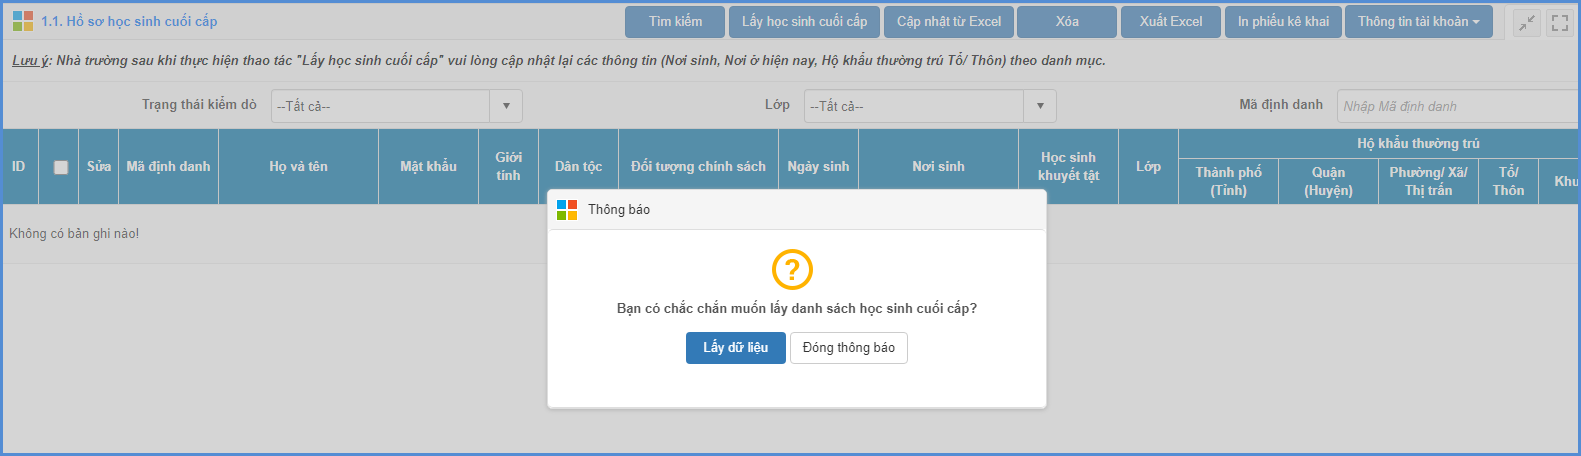 1.1. Hồ sơ học sinh cuối cấp
Tìm kiếm
Lấy học sinh cuối cấp
Cập nhật từ Excel
Xóa
Xuất Excel
In phiếu kê khai
Thông tin tài khoản
Lưu ý: Nhà trường sau khi thực hiện thao tác "Lấy học sinh cuối cấp" vui lòng cập nhật lại các thông tin (Nơi sinh, Nơi ở hiện nay, Hộ khẩu thường trú Tổ/ Thôn) theo danh mục.
Trạng thái kiểm dò
--Tất cả--
Lớp
--Tất cả--
Mã định danh
Nhập Mã định danh
ID
Sửa
Mã định danh
Họ và tên
Mật khẩu
Giới
tính
Dân tộc
Đối tượng chính sách
Ngày sinh
Nơi sinh
Học sinh
khuyết tật
Lớp
Hộ khẩu thường trú
Thành phố
(Tỉnh)
Quận
(Huyện)
Phường/ Xã/
Thị trấn
Tổ/
Thôn
Khu
Không có bản ghi nào!
Thông báo
?
Bạn có chắc chắn muốn lấy danh sách học sinh cuối cấp?
Lấy dữ liệu
Đóng thông báo